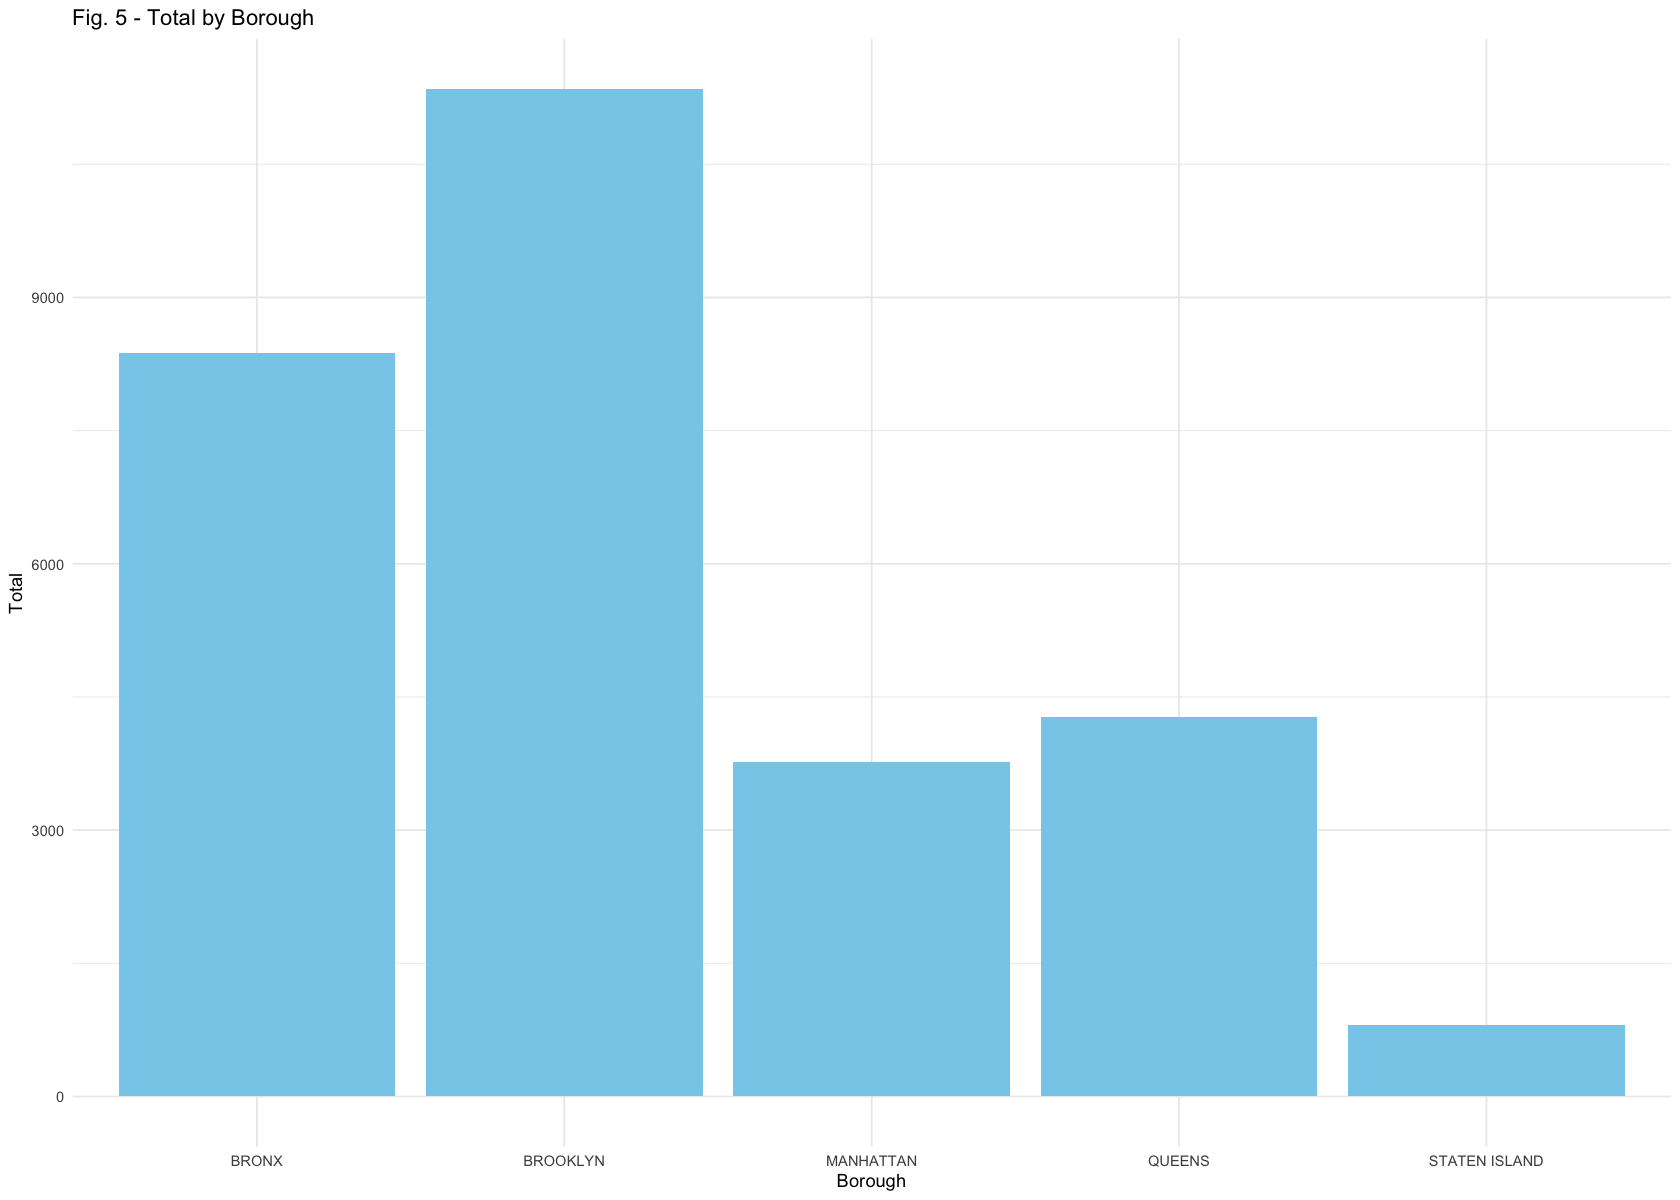 Fig. 5 - Total by Borough
Total
9000
6000
3000
0
BRONX BROOKLYN MANHATTAN QUEENS STATEN ISLAND
Borough